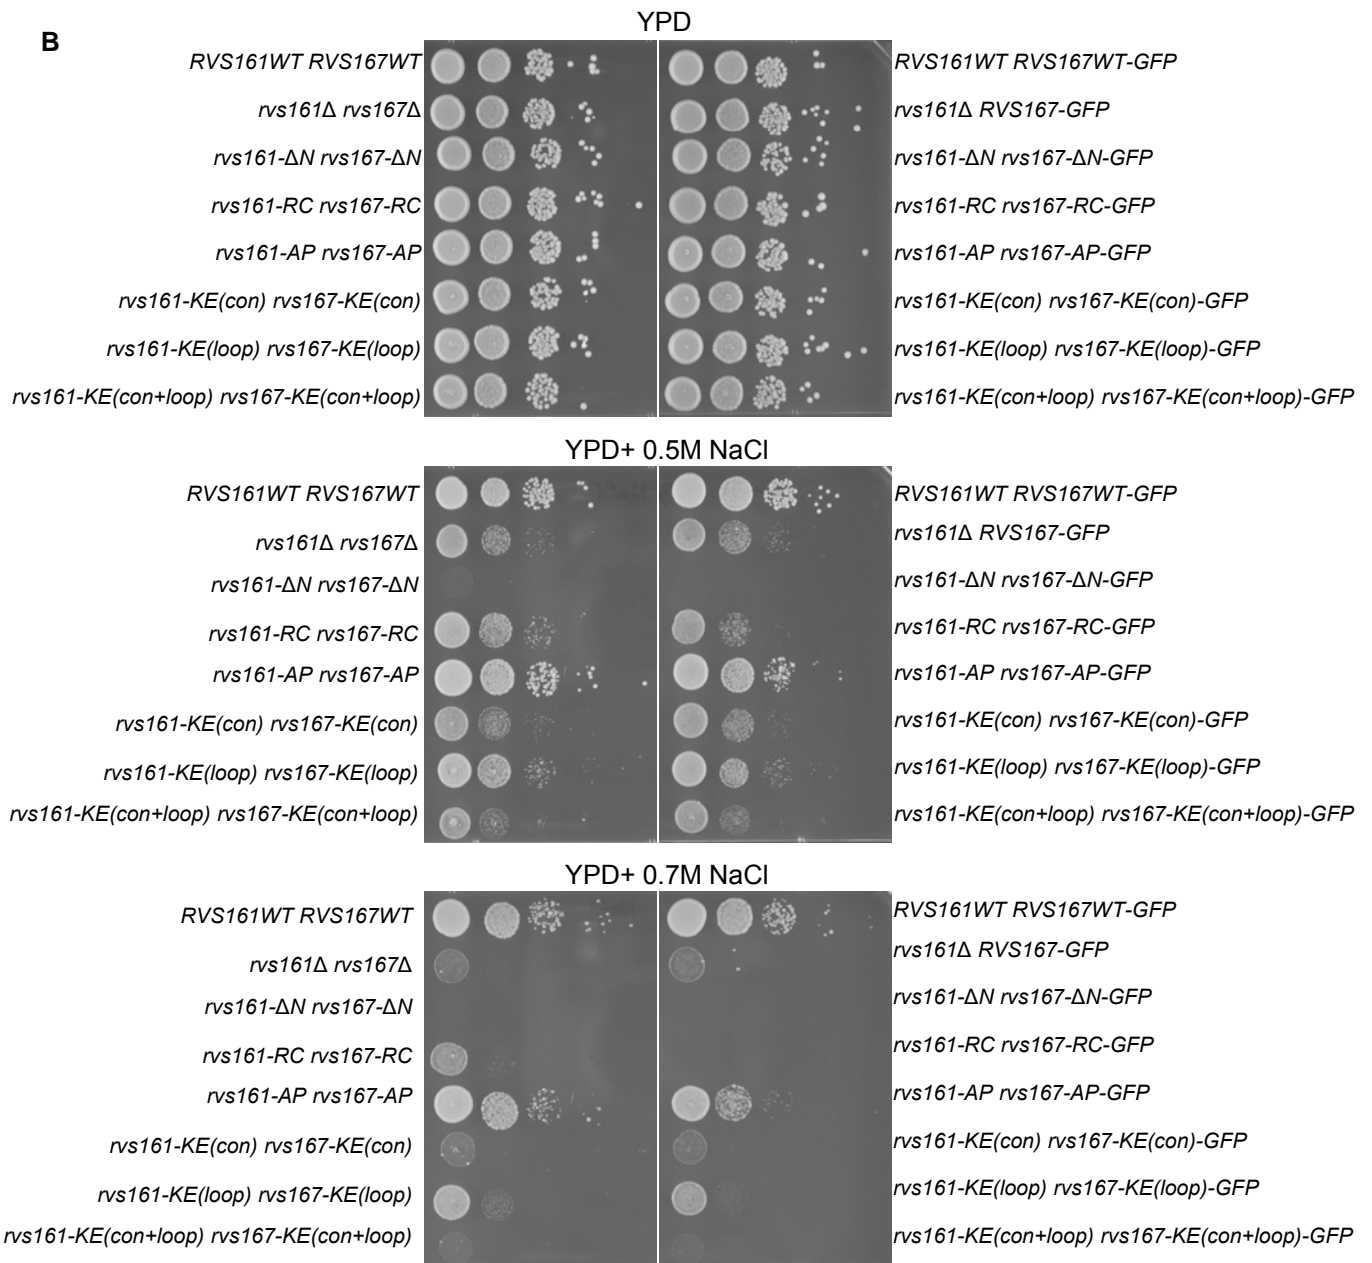 B
YPD
RVS161WT RVS167WT
RVS161WT RVS167WT-GFP
rvs161Δ rvs167Δ
rvs161Δ RVS167-GFP
rvs161-ΔN rvs167-ΔN
rvs161-ΔN rvs167-ΔN-GFP
rvs161-RC rvs167-RC
rvs161-RC rvs167-RC-GFP
rvs161-AP rvs167-AP
rvs161-AP rvs167-AP-GFP
rvs161-KE(con) rvs167-KE(con)
rvs161-KE(con) rvs167-KE(con)-GFP
rvs161-KE(loop) rvs167-KE(loop)
rvs161-KE(loop) rvs167-KE(loop)-GFP
rvs161-KE(con+loop) rvs167-KE(con+loop)
rvs161-KE(con+loop) rvs167-KE(con+loop)-GFP
YPD+ 0.5M NaCl
RVS161WT RVS167WT
RVS161WT RVS167WT-GFP
rvs161Δ rvs167Δ
rvs161Δ RVS167-GFP
rvs161-ΔN rvs167-ΔN
rvs161-ΔN rvs167-ΔN-GFP
rvs161-RC rvs167-RC
rvs161-RC rvs167-RC-GFP
rvs161-AP rvs167-AP
rvs161-AP rvs167-AP-GFP
rvs161-KE(con) rvs167-KE(con)
rvs161-KE(con) rvs167-KE(con)-GFP
rvs161-KE(loop) rvs167-KE(loop)
rvs161-KE(loop) rvs167-KE(loop)-GFP
rvs161-KE(con+loop) rvs167-KE(con+loop)
rvs161-KE(con+loop) rvs167-KE(con+loop)-GFP
YPD+ 0.7M NaCl
RVS161WT RVS167WT
RVS161WT RVS167WT-GFP
rvs161Δ rvs167Δ
rvs161Δ RVS167-GFP
rvs161-ΔN rvs167-ΔN
rvs161-ΔN rvs167-ΔN-GFP
rvs161-RC rvs167-RC
rvs161-RC rvs167-RC-GFP
rvs161-AP rvs167-AP
rvs161-AP rvs167-AP-GFP
rvs161-KE(con) rvs167-KE(con)
rvs161-KE(con) rvs167-KE(con)-GFP
rvs161-KE(loop) rvs167-KE(loop)
rvs161-KE(loop) rvs167-KE(loop)-GFP
rvs161-KE(con+loop) rvs167-KE(con+loop)
rvs161-KE(con+loop) rvs167-KE(con+loop)-GFP